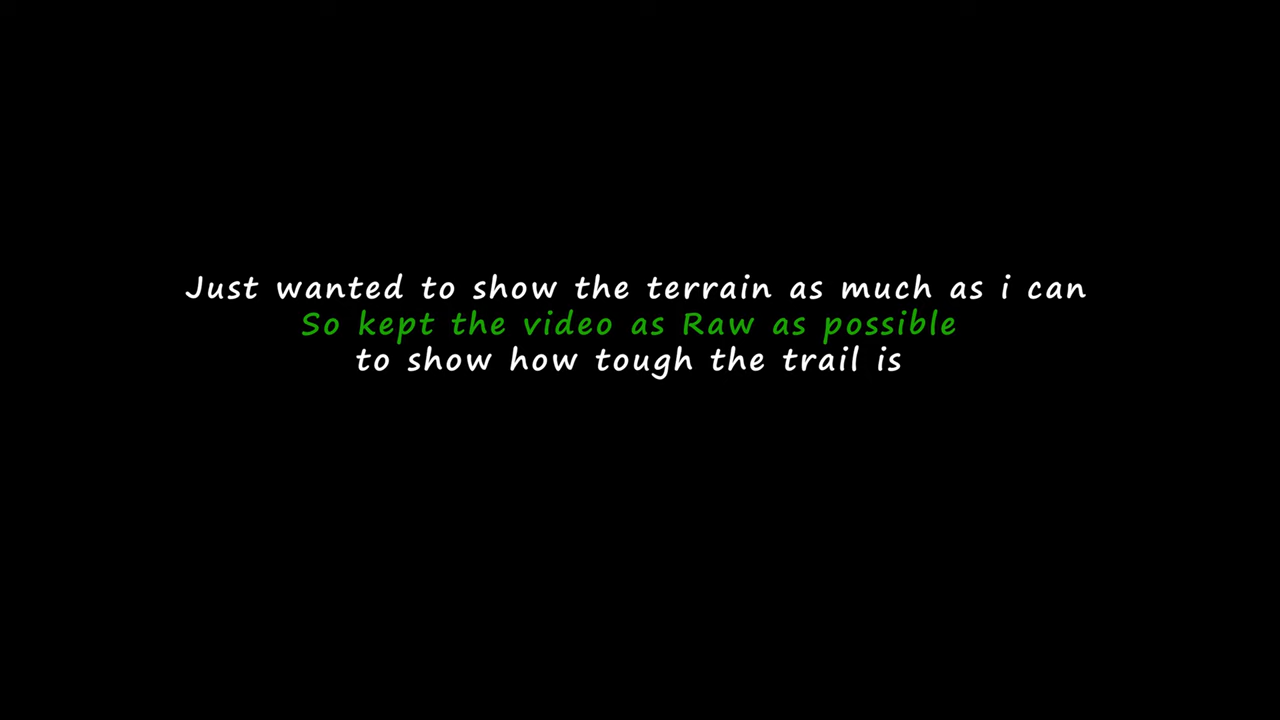 Just wanted to show the terrain as much as i can
So kept the video as Raw as possible
to show how tough the trail is